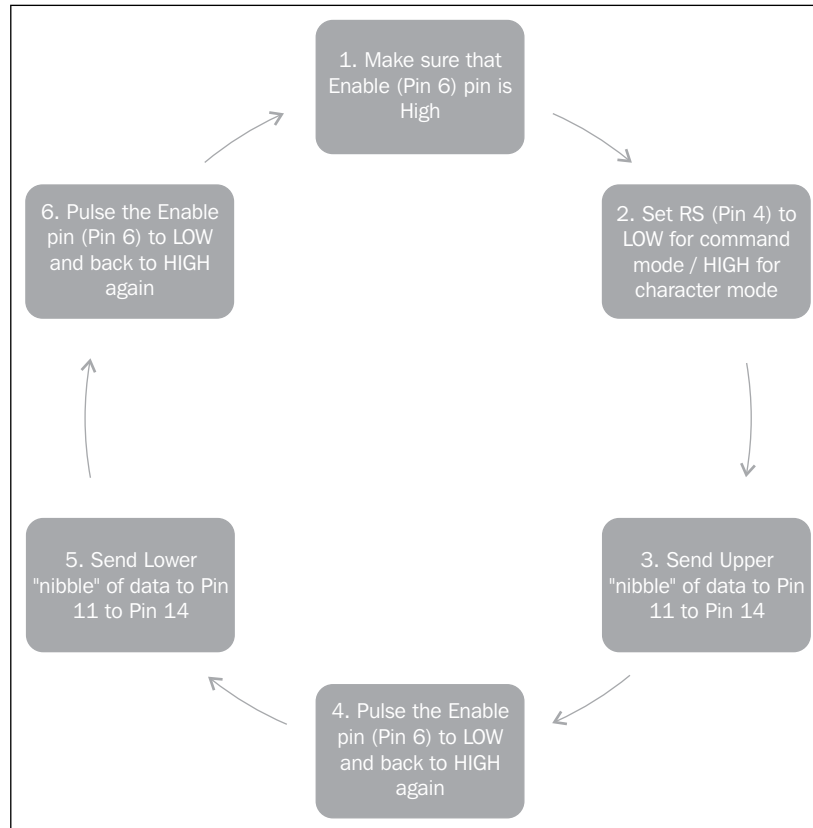 1. Make sure that
Enable (Pin 6) pin is
High
2. Set RS (Pin 4) to
LOW for command
mode / HIGH for
character mode
3. Send Upper
"nibble" of data to Pin
11 to Pin 14
4. Pulse the Enable
pin (Pin 6) to LOW
and back to HIGH
again
5. Send Lower
"nibble" of data to Pin
11 to Pin 14
6. Pulse the Enable
pin (Pin 6) to LOW
and back to HIGH
again